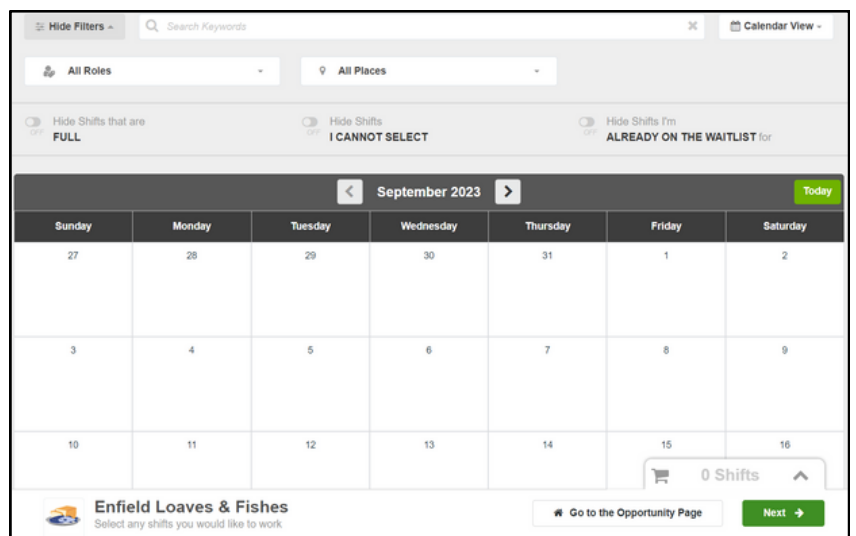 Hide Filters
Search Keywords
Calendar View
All Roles
All Places
Hide Shifts that are
OFF
FULL
Hide Shifts
OFF
I CANNOT SELECT
Hide Shifts I'm
OFF
ALREADY ON THE WAITLIST for
September 2023
Today
Sunday Monday Tuesday Wednesday Thursday Friday Saturday
27 28 29 30 31 1 2
3 4 5 6 7 8 9
10 11 12 13 14 15 16
0 Shifts
Enfield Loaves & Fishes
Select any shifts you would like to work
Go to the Opportunity Page
Next